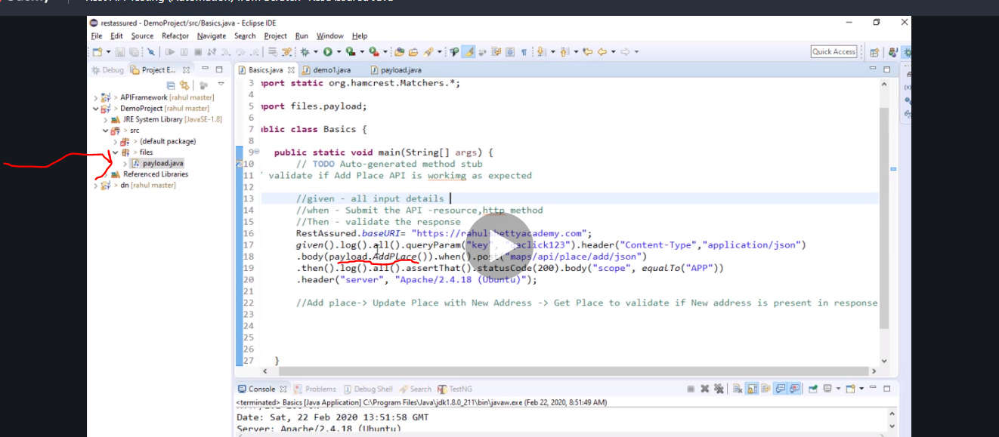 restassured - DemoProject/src/Basics.java - Eclipse IDE
File Edit Source Refactor Navigate Search Project Run Window Help
Quick Access
Debug Project E...
Basics.java demo1.java payload.java
> APIFramework [rahul master]
> DemoProject [rahul master]
JRE System Library [JavaSE-1.8]
> src
> (default package)
> files
payload.java
Referenced Libraries
> dn [rahul master]
3 port static org.hamcrest.Matchers.*;
4
5 port files.payload;
6
7 blic class Basics {
8
9 public static void main(String[] args) {
10 // TODO Auto-generated method stub
11 validate if Add Place API is workimg as expected
12
13 //given - all input details
14 //when - Submit the API -resource,http method
15 //Then - validate the response
16 RestAssured.baseURI= "https://rahulshettyacademy.com";
17 given().log().all().queryParam("key", "qaclick123").header("Content-Type","application/json")
18 .body(payload.AddPlace()).when().post("maps/api/place/add/json")
19 .then().log().all().assertThat().statusCode(200).body("scope", equalTo("APP"))
20 .header("server", "Apache/2.4.18 (Ubuntu)");
21
22 //Add place-> Update Place with New Address -> Get Place to validate if New address is present in response
23
24
25
26
27 }
Console Problems Debug Shell Search TestNG
<terminated> Basics [Java Application] C:\Program Files\Java\jdk1.8.0_211\bin\javaw.exe (Feb 22, 2020, 8:51:49 AM)
Date: Sat, 22 Feb 2020 13:51:58 GMT
Server: Apache/2.4.18 (Ubuntu)